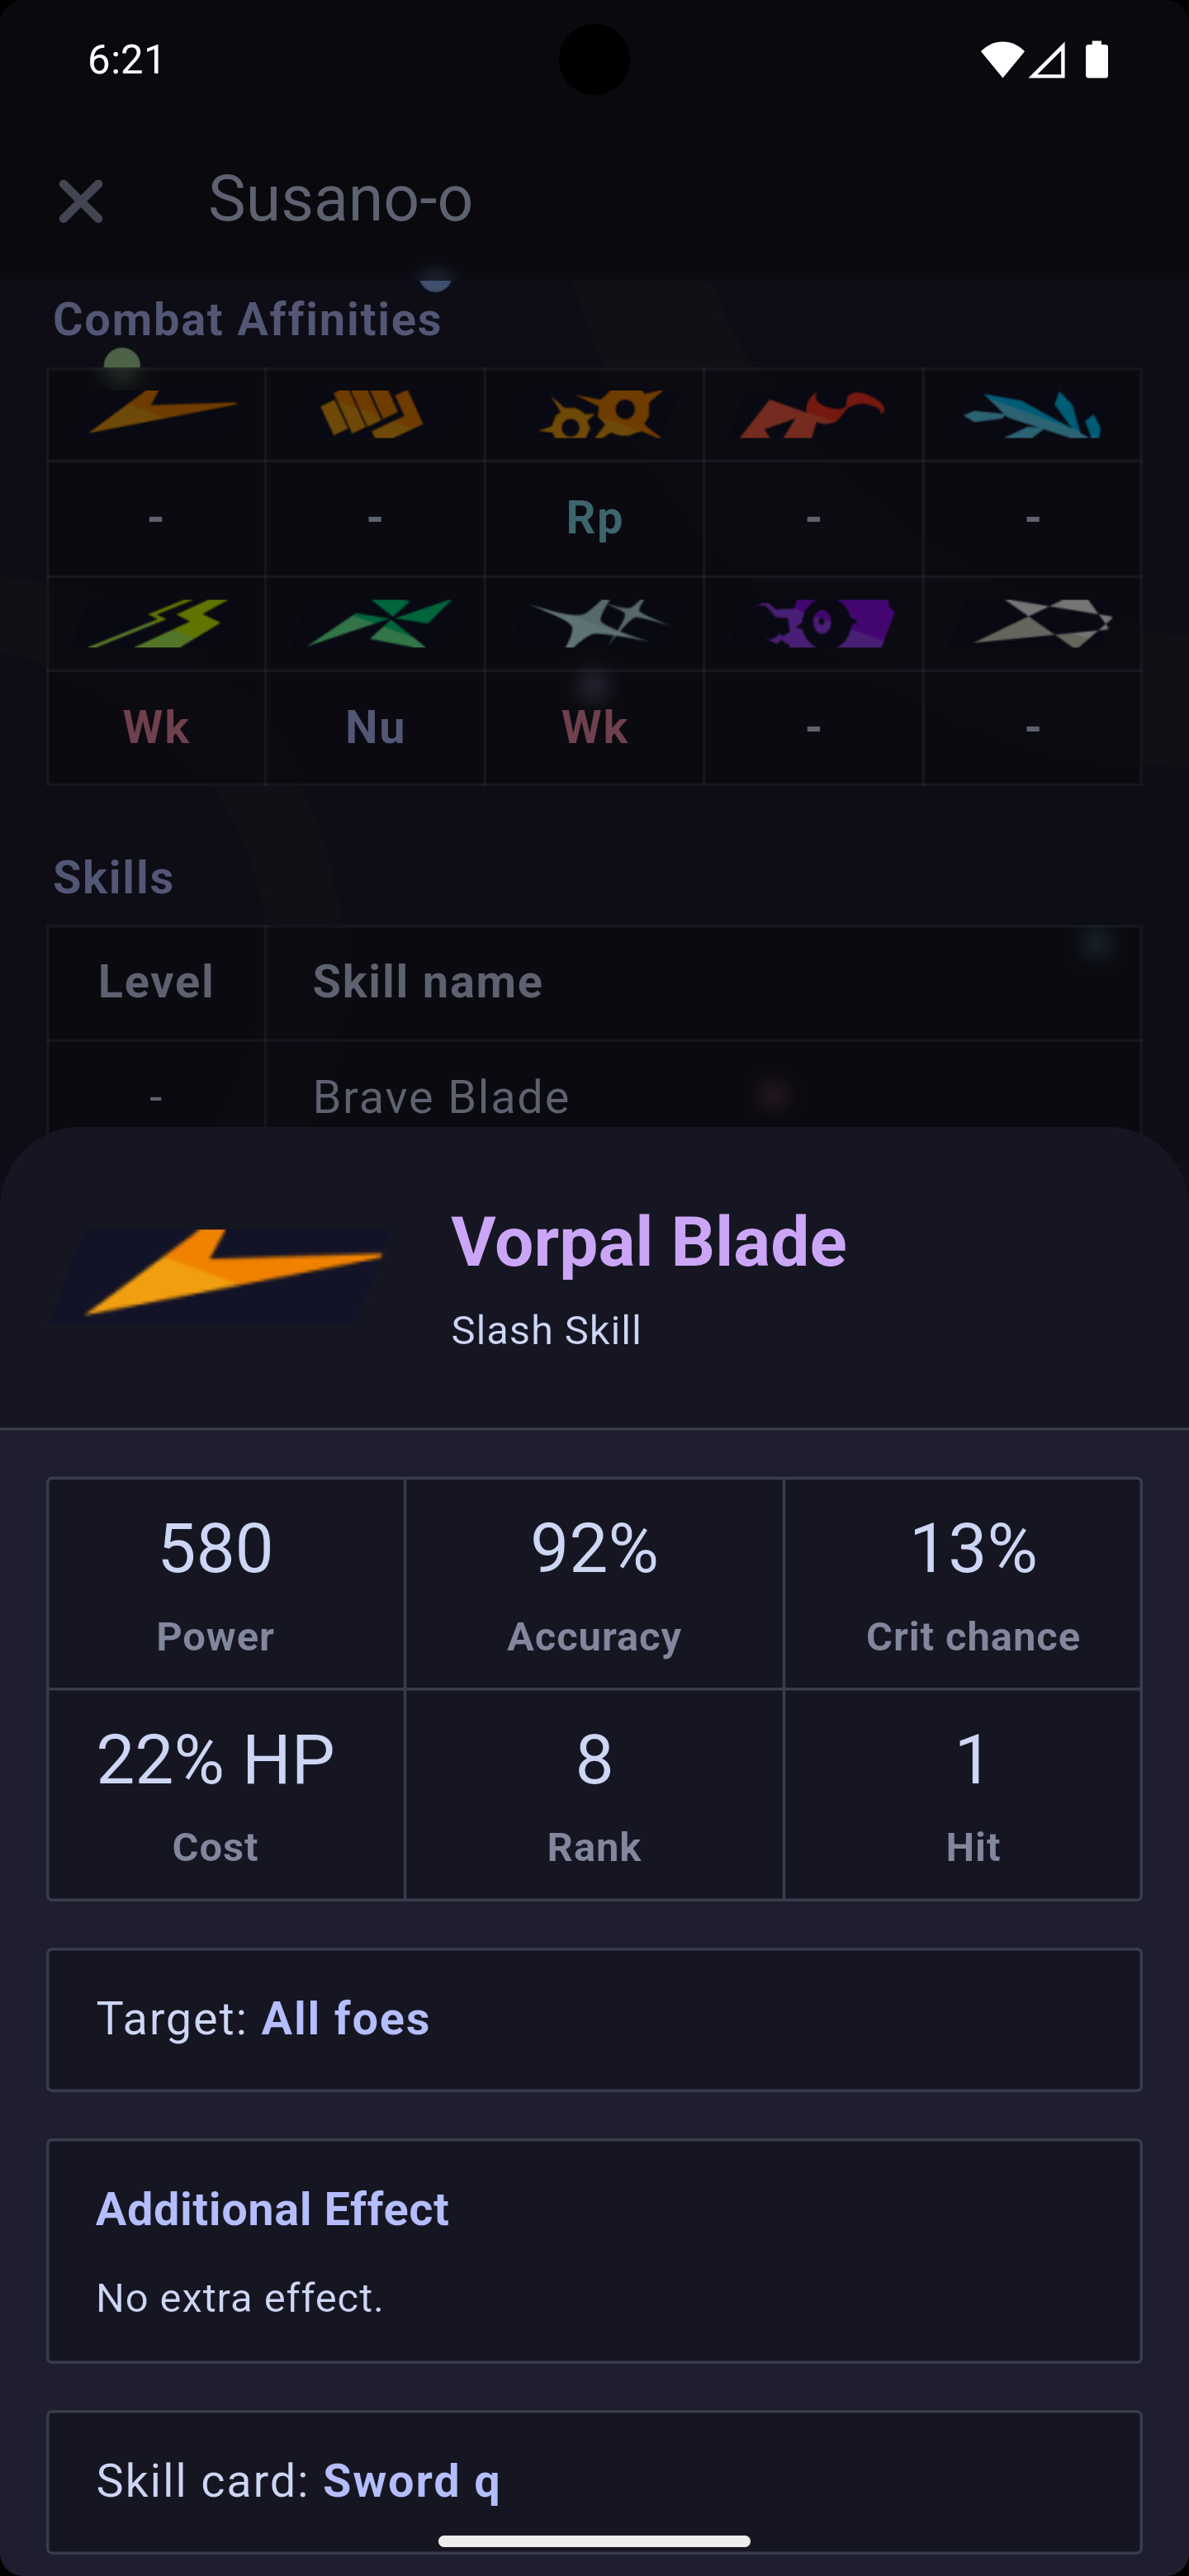 6:21
Susano-o
Combat Affinities
- - Rp - -
Wk Nu Wk - -
Skills
Level Skill name
- Brave Blade
Vorpal Blade
Slash Skill
580 92% 13%
Power Accuracy Crit chance
22% HP 8 1
Cost Rank Hit
Target: All foes
Additional Effect
No extra effect.
Skill card: Sword q